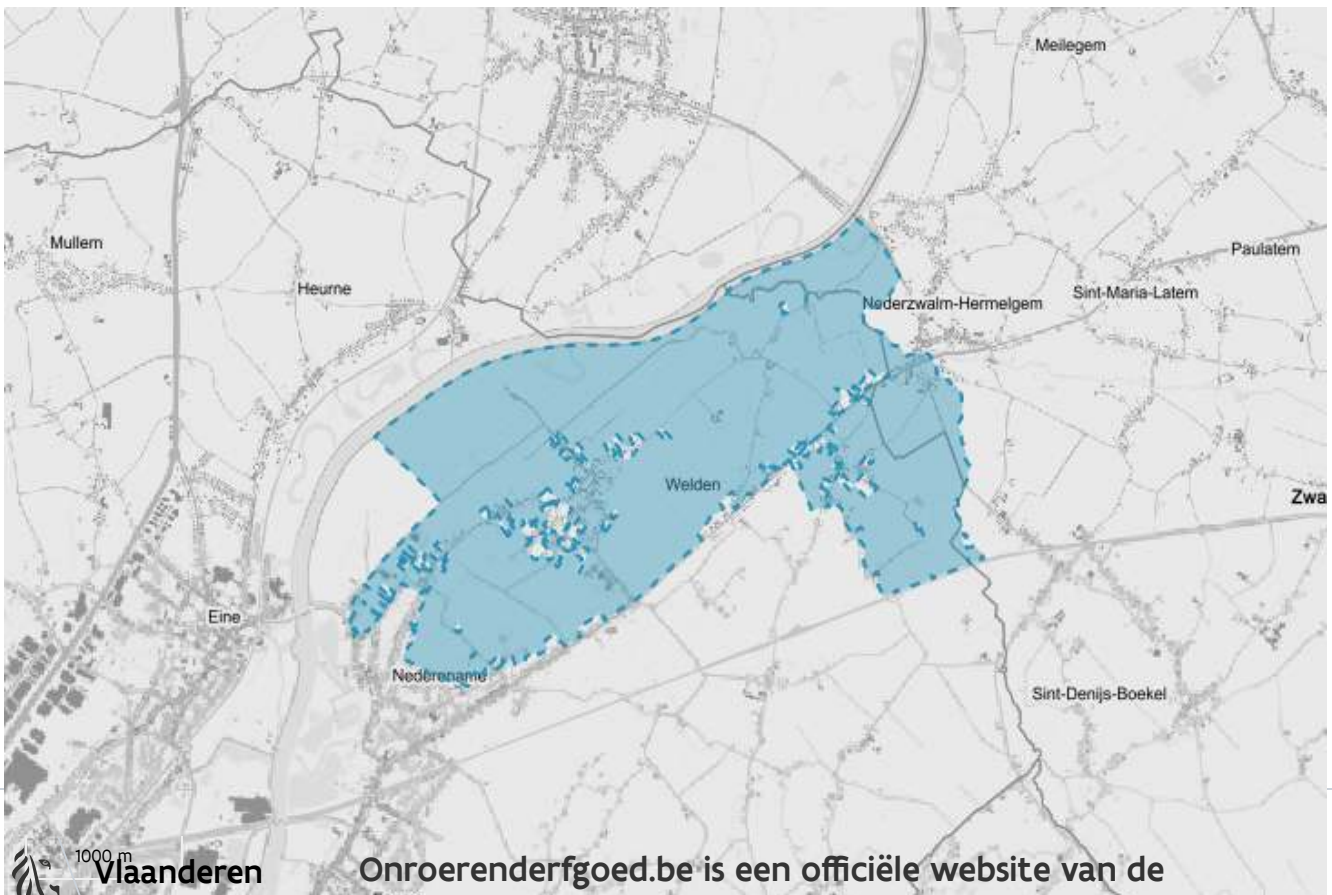 Meilegem
Mullem
Paulatem
Heurne
Sint-Maria-Latem
Nederzwalm-Hermelgem
Welden
Zwa
Eine
Nederename
Sint-Denijs-Boekel
1000 m
Vlaanderen
Onroerenderfgoed.be is een officiële website van de